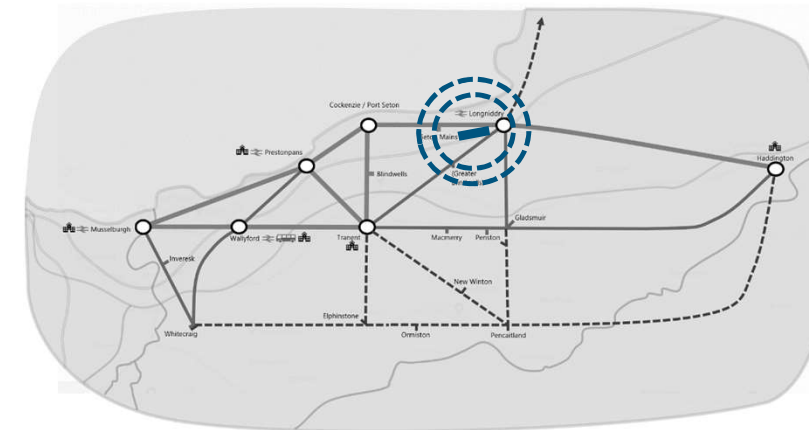 Cockenzie / Port Seton
Longniddry
Seton Mains
Prestonpans
Haddington
Blindwells
(Greater
Gladsmuir
Musselburgh
Wallyford
Tranent
Macmerry
Penston
Inveresk
New Winton
Elphinstone
Whitecraig
Ormiston
Pencaitland